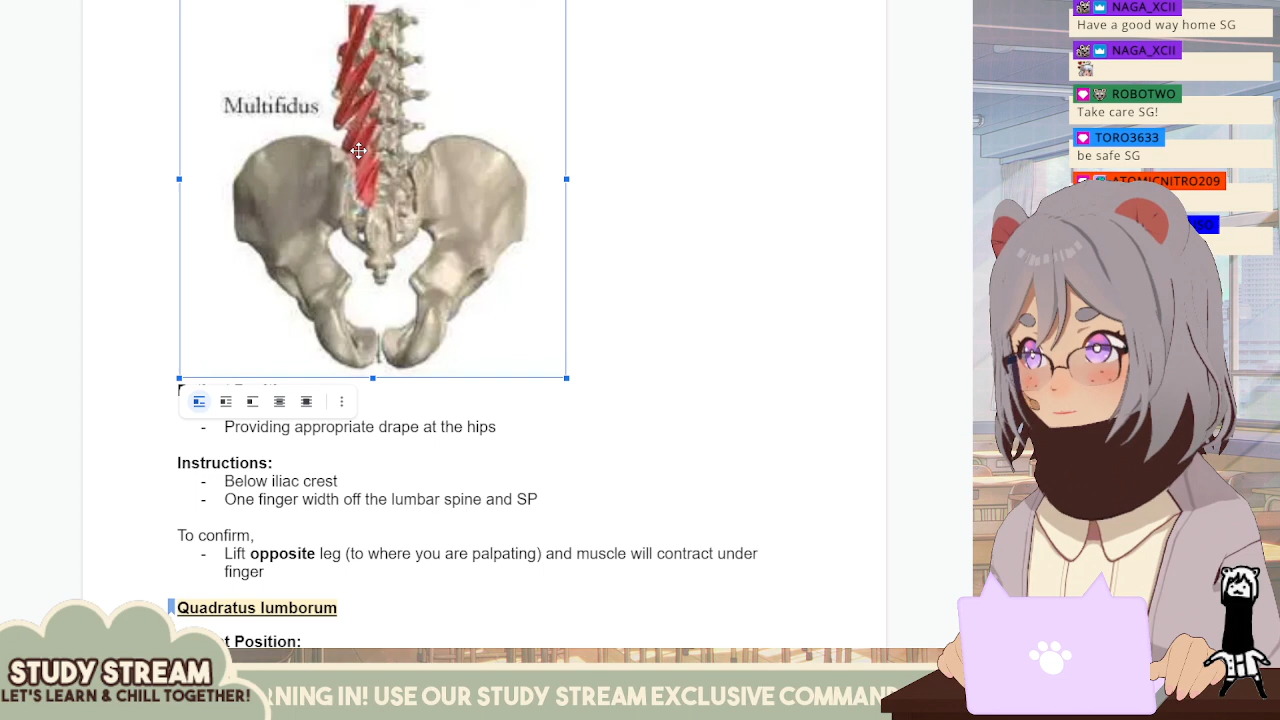 Multifidus
- Providing appropriate drape at the hips
Instructions:
- Below iliac crest
- One finger width off the lumbar spine and SP
To confirm,
- Lift opposite leg (to where you are palpating) and muscle will contract under
finger
Quadratus lumborum
t Position:
NAGA_XCII
Have a good way home SG
NAGA_XCII
ROBOTWO
Take care SG!
TORO3633
be safe SG
ATOMICNITRO209
STUDY STREAM
LET'S LEARN & CHILL TOGETHER!
RNING IN! USE OUR STUDY STREAM EXCLUSIVE COMMAND